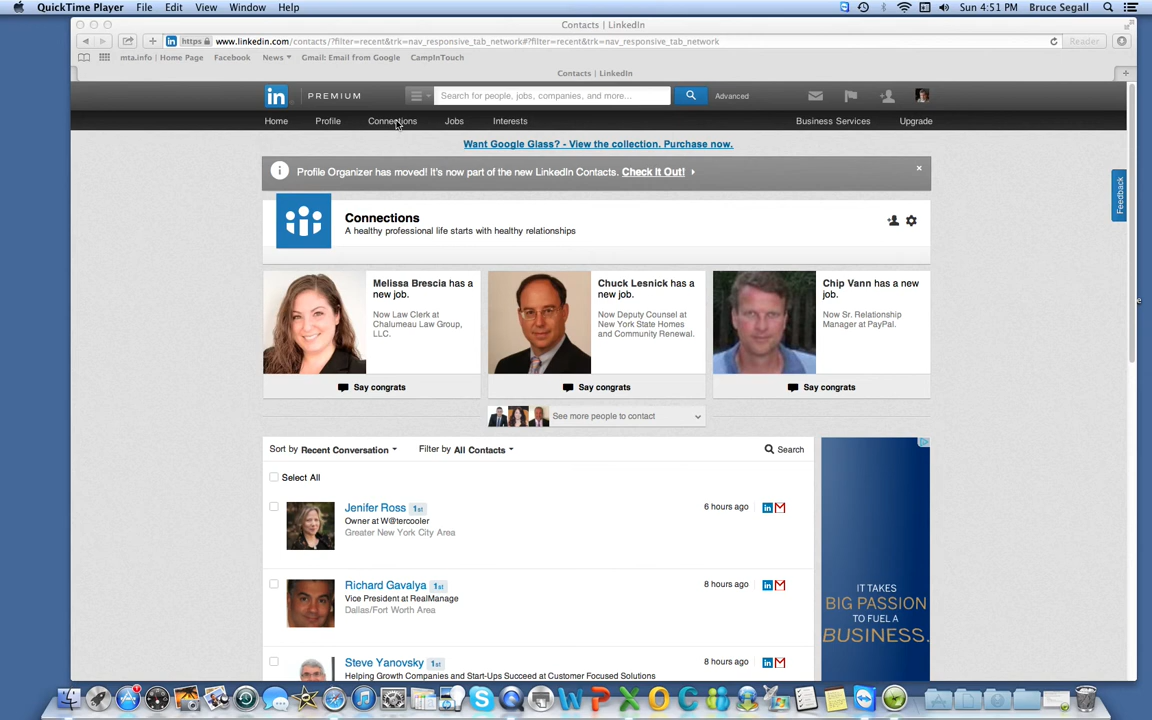 QuickTime Player File Edit View Window Help Sun 4:51 PM Bruce Segall
Contacts | LinkedIn
https www.linkedin.com/contacts/?filter=recent&trk=nav_responsive_tab_network#?filter=recent&trk=nav_responsive_tab_network Reader
mta.info | Home Page Facebook News Gmail: Email from Google CampInTouch
Contacts | LinkedIn
in PREMIUM Search for people, jobs, companies, and more... Advanced
Home Profile Connections Jobs Interests Business Services Upgrade
Want Google Glass? - View the collection. Purchase now.
Profile Organizer has moved! It's now part of the new LinkedIn Contacts. Check It Out!
Feedback
Connections
A healthy professional life starts with healthy relationships
Melissa Brescia has a
new job.
Now Law Clerk at
Chalumeau Law Group,
LLC.
Say congrats
Chuck Lesnick has a
new job.
Now Deputy Counsel at
New York State Homes
and Community Renewal.
Say congrats
Chip Vann has a new
job.
Now Sr. Relationship
Manager at PayPal.
Say congrats
See more people to contact
Sort by Recent Conversation Filter by All Contacts Search
Select All
Jenifer Ross 1st 6 hours ago in
Owner at W@tercooler
Greater New York City Area
Richard Gavalya 1st 8 hours ago in
Vice President at RealManage
Dallas/Fort Worth Area
Steve Yanovsky 1st 8 hours ago in
Helping Growth Companies and Start-Ups Succeed at Customer Focused Solutions
IT TAKES
BIG PASSION
TO FUEL A
BUSINESS.